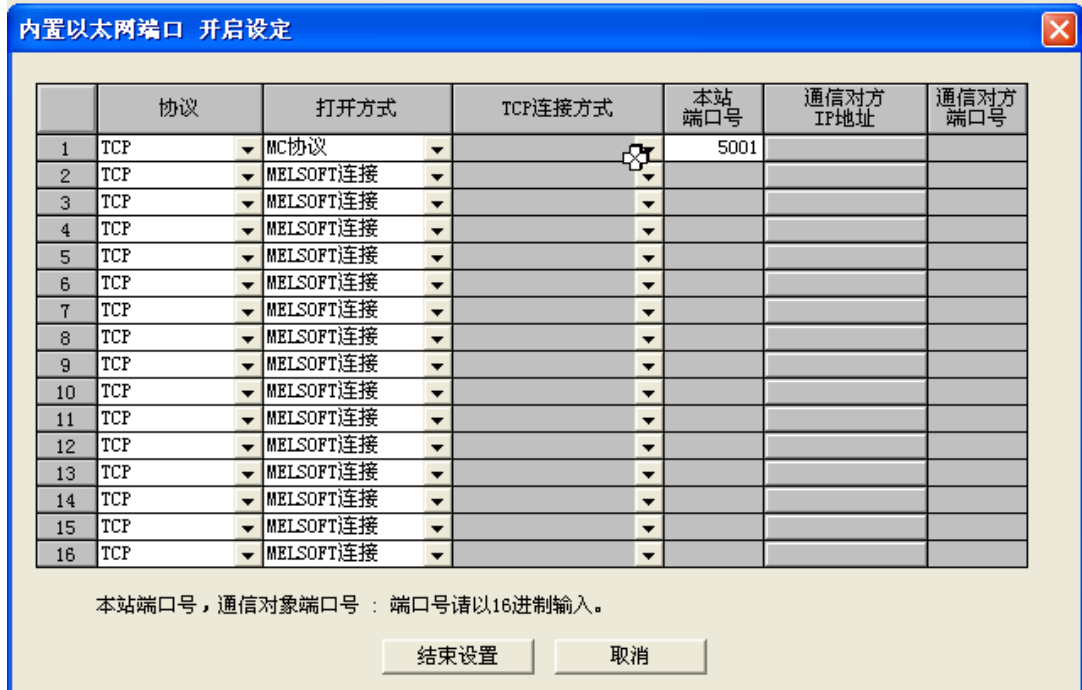 内置以太网端口 开启设定
协议 打开方式 TCP连接方式 本站端口号 通信对方IP地址 通信对方端口号
1 TCP MC协议 5001
2 TCP MELSOFT连接
3 TCP MELSOFT连接
4 TCP MELSOFT连接
5 TCP MELSOFT连接
6 TCP MELSOFT连接
7 TCP MELSOFT连接
8 TCP MELSOFT连接
9 TCP MELSOFT连接
10 TCP MELSOFT连接
11 TCP MELSOFT连接
12 TCP MELSOFT连接
13 TCP MELSOFT连接
14 TCP MELSOFT连接
15 TCP MELSOFT连接
16 TCP MELSOFT连接
本站端口号，通信对象端口号 : 端口号请以16进制输入。
结束设置 取消